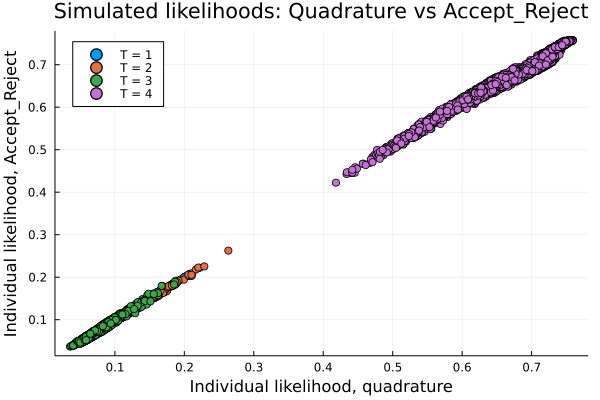 Simulated likelihoods: Quadrature vs Accept_Reject
T = 1
T = 2
T = 3
T = 4
Individual likelihood, Accept_Reject
0.7
0.6
0.5
0.4
0.3
0.2
0.1
0.1 0.2 0.3 0.4 0.5 0.6 0.7
Individual likelihood, quadrature